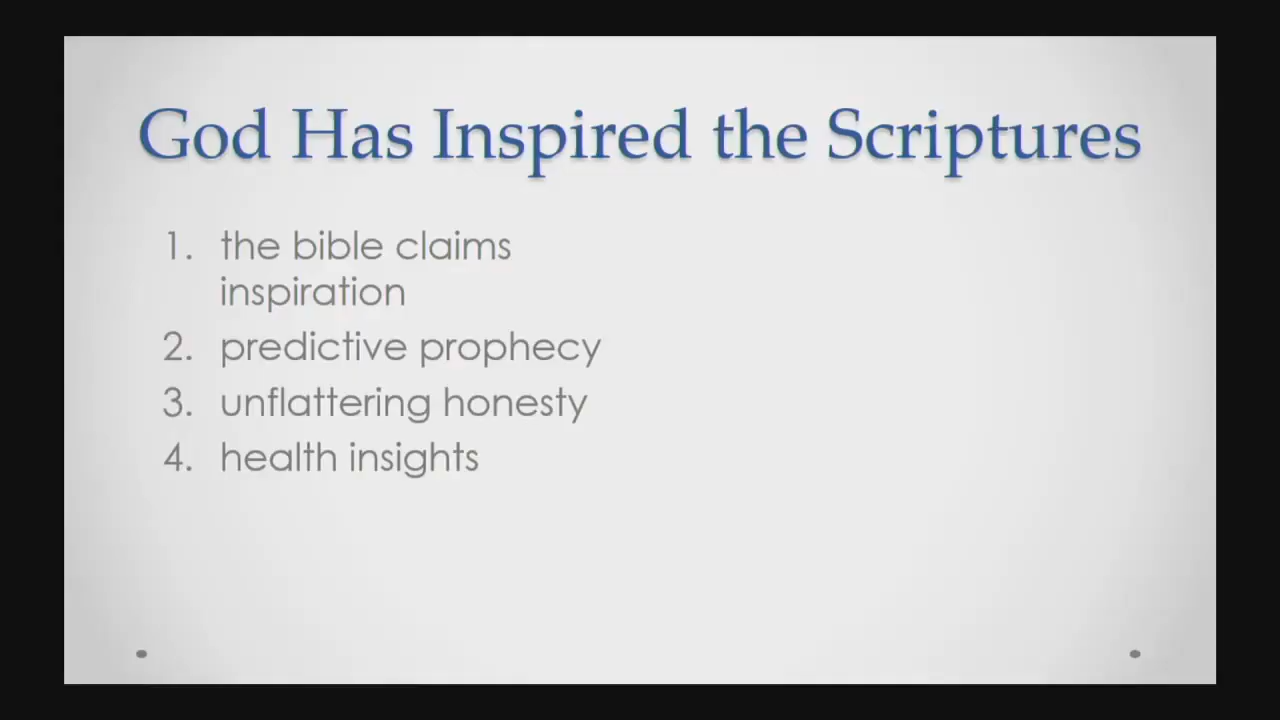 God Has Inspired the Scriptures
1. the bible claims
inspiration
2. predictive prophecy
3. unflattering honesty
4. health insights